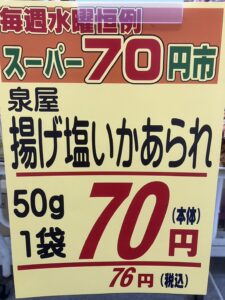 毎週水曜恒例
スーパー70円市
泉屋
揚げ塩いかあられ
50g
1袋
70円
(本体)
76円(税込)